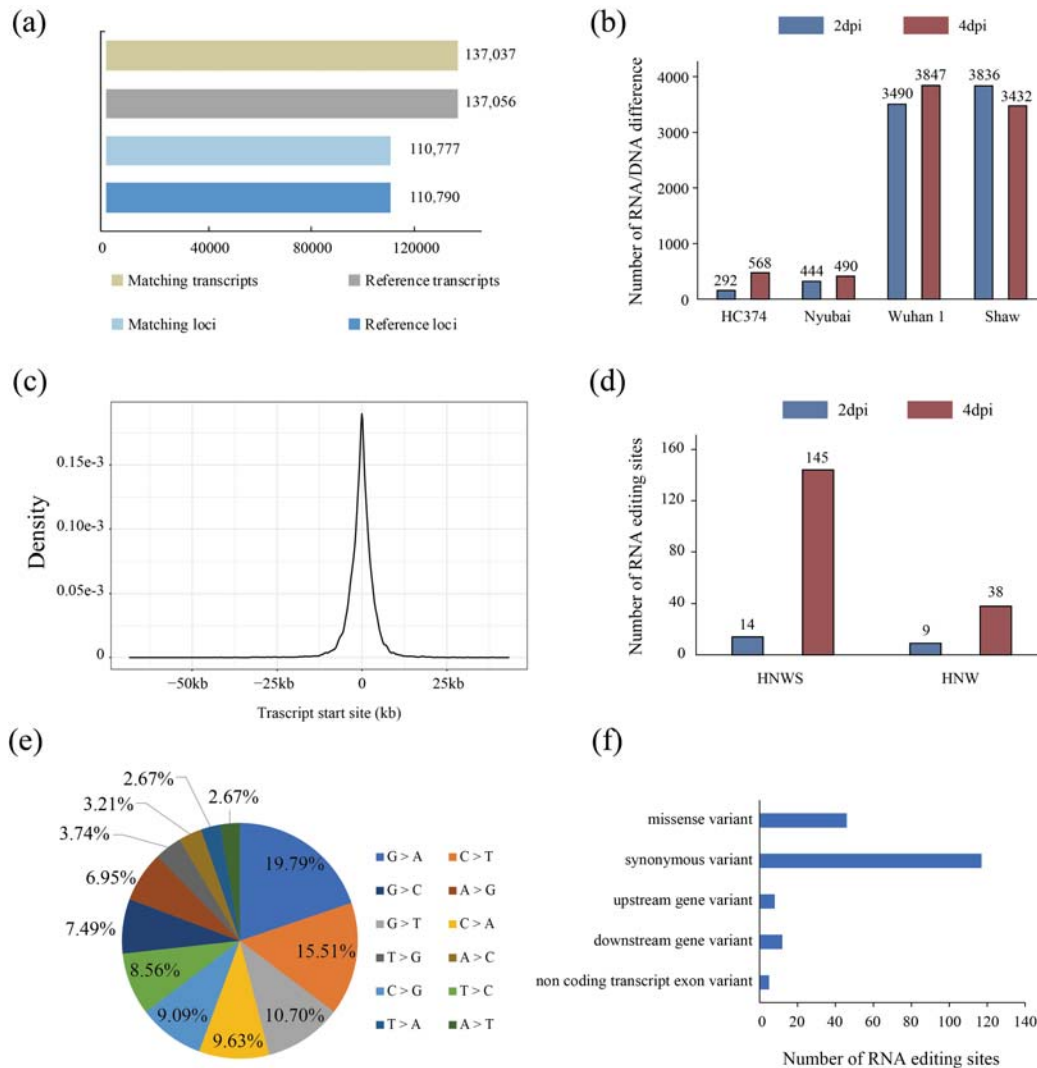 (a)
137,037
137,056
110,777
110,790
0 40000 80000 120000
Matching transcripts
Reference transcripts
Matching loci
Reference loci
(b)
2dpi
4dpi
Number of RNA/DNA difference
4000
3000
2000
1000
0
292
568
444
490
3490
3847
3836
3432
HC374
Nyubai
Wuhan 1
Shaw
(c)
Density
0.15e-3
0.10e-3
0.05e-3
0
−50kb −25kb 0 25kb
Trascript start site (kb)
(d)
2dpi
4dpi
Number of RNA editing sites
160
120
80
40
0
14
145
9
38
HNWS
HNW
(e)
2.67%
2.67%
3.21%
3.74%
6.95%
7.49%
8.56%
9.09%
9.63%
10.70%
15.51%
19.79%
G > A
C > T
G > C
A > G
G > T
C > A
T > G
A > C
C > G
T > C
T > A
A > T
(f)
missense variant
synonymous variant
upstream gene variant
downstream gene variant
non coding transcript exon variant
0 20 40 60 80 100 120 140
Number of RNA editing sites